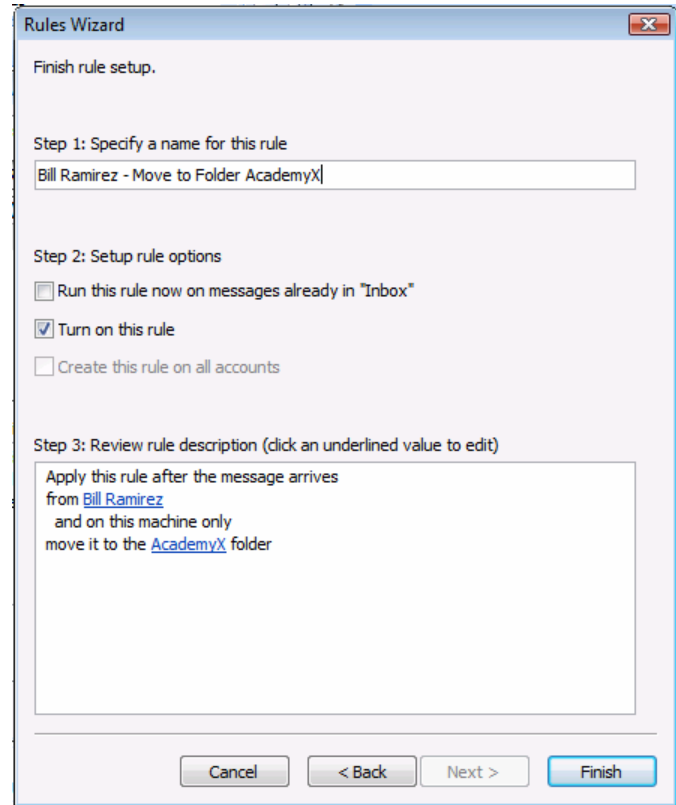 Rules Wizard
Finish rule setup.
Step 1: Specify a name for this rule
Bill Ramirez - Move to Folder AcademyX
Step 2: Setup rule options
Run this rule now on messages already in "Inbox"
Turn on this rule
Create this rule on all accounts
Step 3: Review rule description (click an underlined value to edit)
Apply this rule after the message arrives
from Bill Ramirez
and on this machine only
move it to the AcademyX folder
Cancel < Back Next > Finish